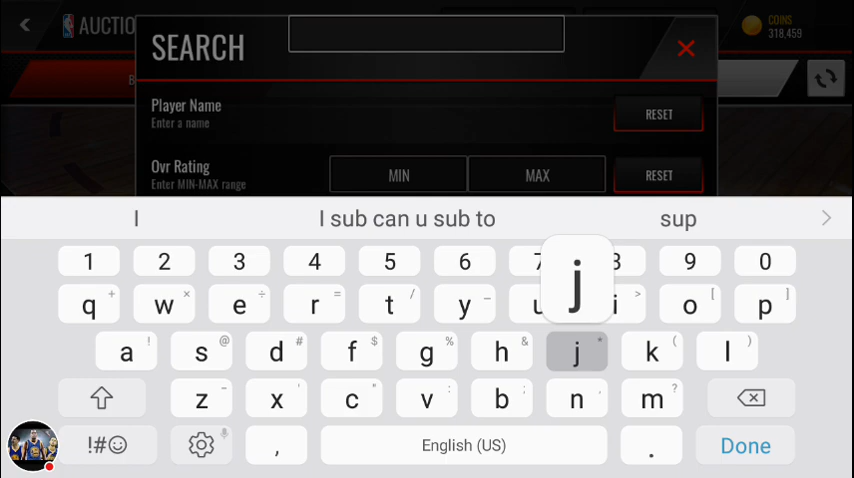 AUCTIO
COINS
318,459
SEARCH
B
Player Name
Enter a name
RESET
Ovr Rating
Enter MIN-MAX range
MIN
MAX
RESET
I
I sub can u sub to
sup
1 2 3 4 5 6 7 8 9 0
q + w × e ÷ r = t / y _ u i > o [ p ]
j
a ! s @ d # f $ g % h & j * k ( l )
z - x ' c " v : b ; n , m ?
!#☺ , English (US) . Done